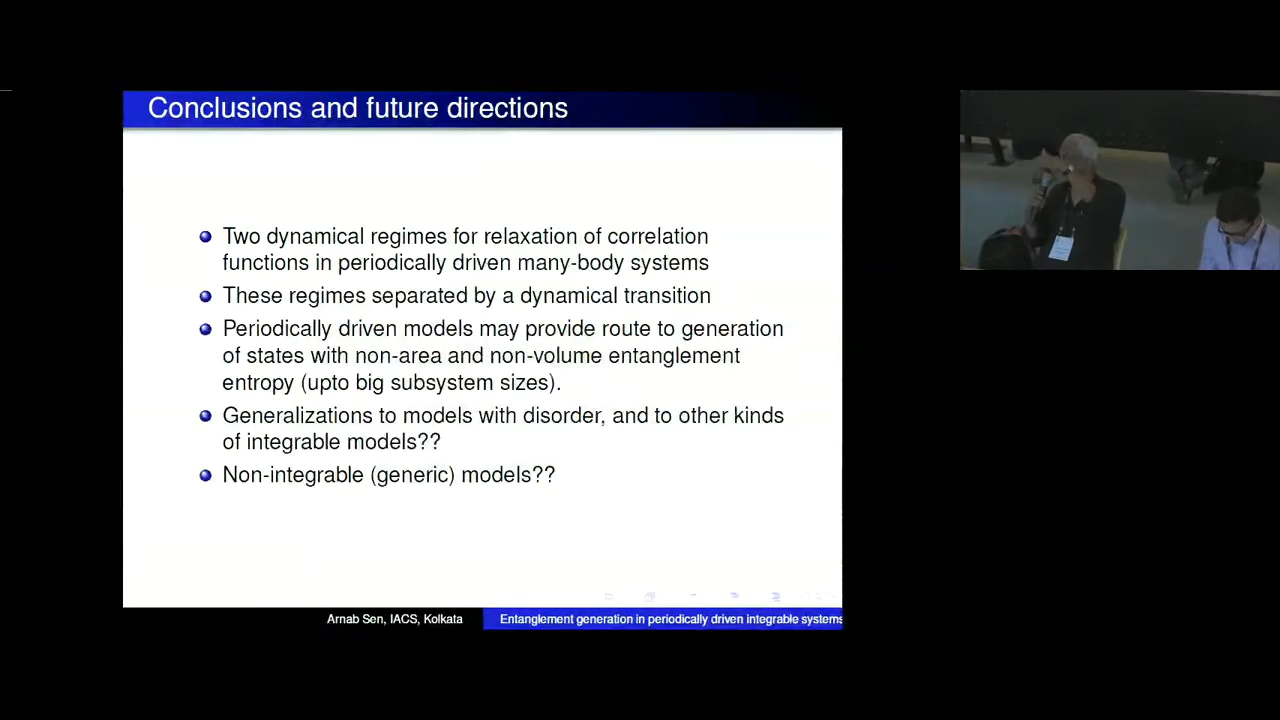 Conclusions and future directions
Two dynamical regimes for relaxation of correlation
functions in periodically driven many-body systems
These regimes separated by a dynamical transition
Periodically driven models may provide route to generation
of states with non-area and non-volume entanglement
entropy (upto big subsystem sizes).
Generalizations to models with disorder, and to other kinds
of integrable models??
Non-integrable (generic) models??
Arnab Sen, IACS, Kolkata
Entanglement generation in periodically driven integrable systems